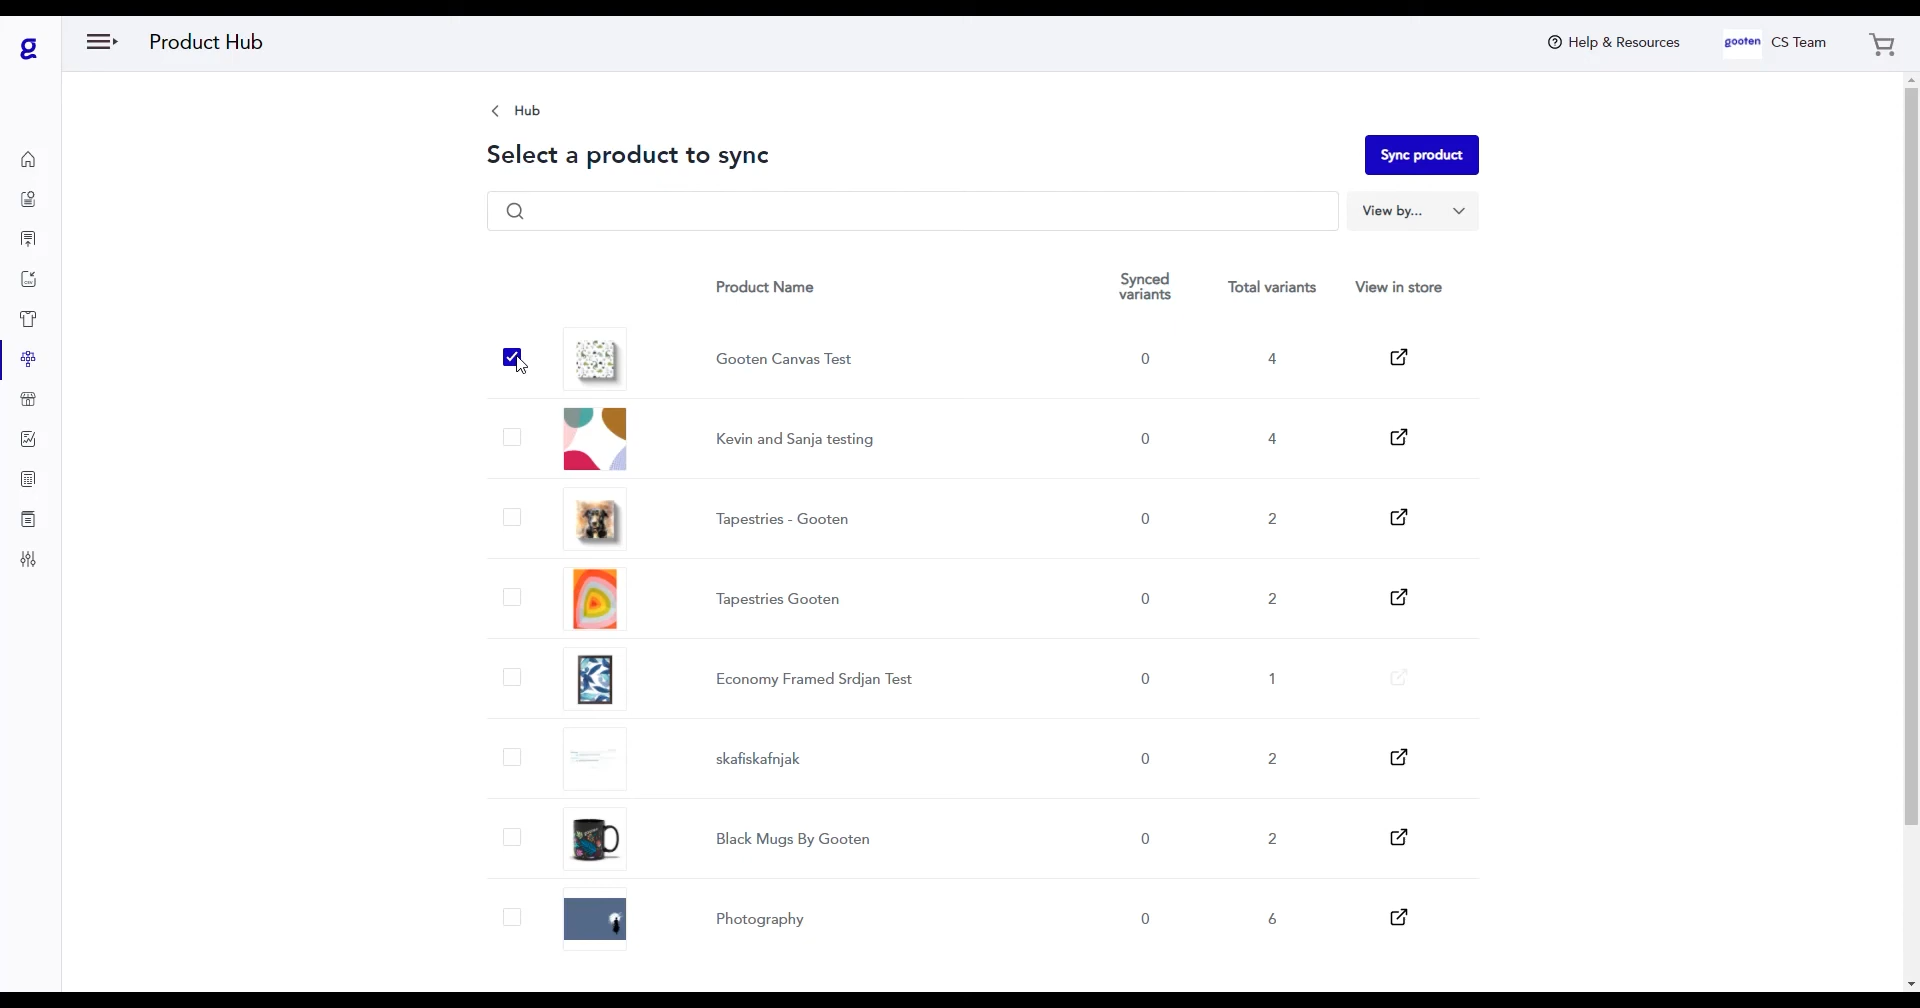 g
Product Hub
Help & Resources
gooten
CS Team
Hub
Select a product to sync
Sync product
View by...
Product Name
Synced
variants
Total variants
View in store
Gooten Canvas Test
0
4
Kevin and Sanja testing
0
4
Tapestries - Gooten
0
2
Tapestries Gooten
0
2
Economy Framed Srdjan Test
0
1
skafiskafnjak
0
2
Black Mugs By Gooten
0
2
Photography
0
6